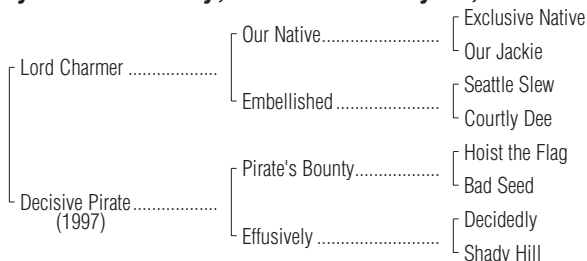 Exclusive Native
Our Native......................
Our Jackie
Lord Charmer ..................
Seattle Slew
Embellished.....................
Courtly Dee
Hoist the Flag
Pirate's Bounty.................
Bad Seed
Decisive Pirate.................
(1997)
Decidedly
Effusively .........................
Shady Hill